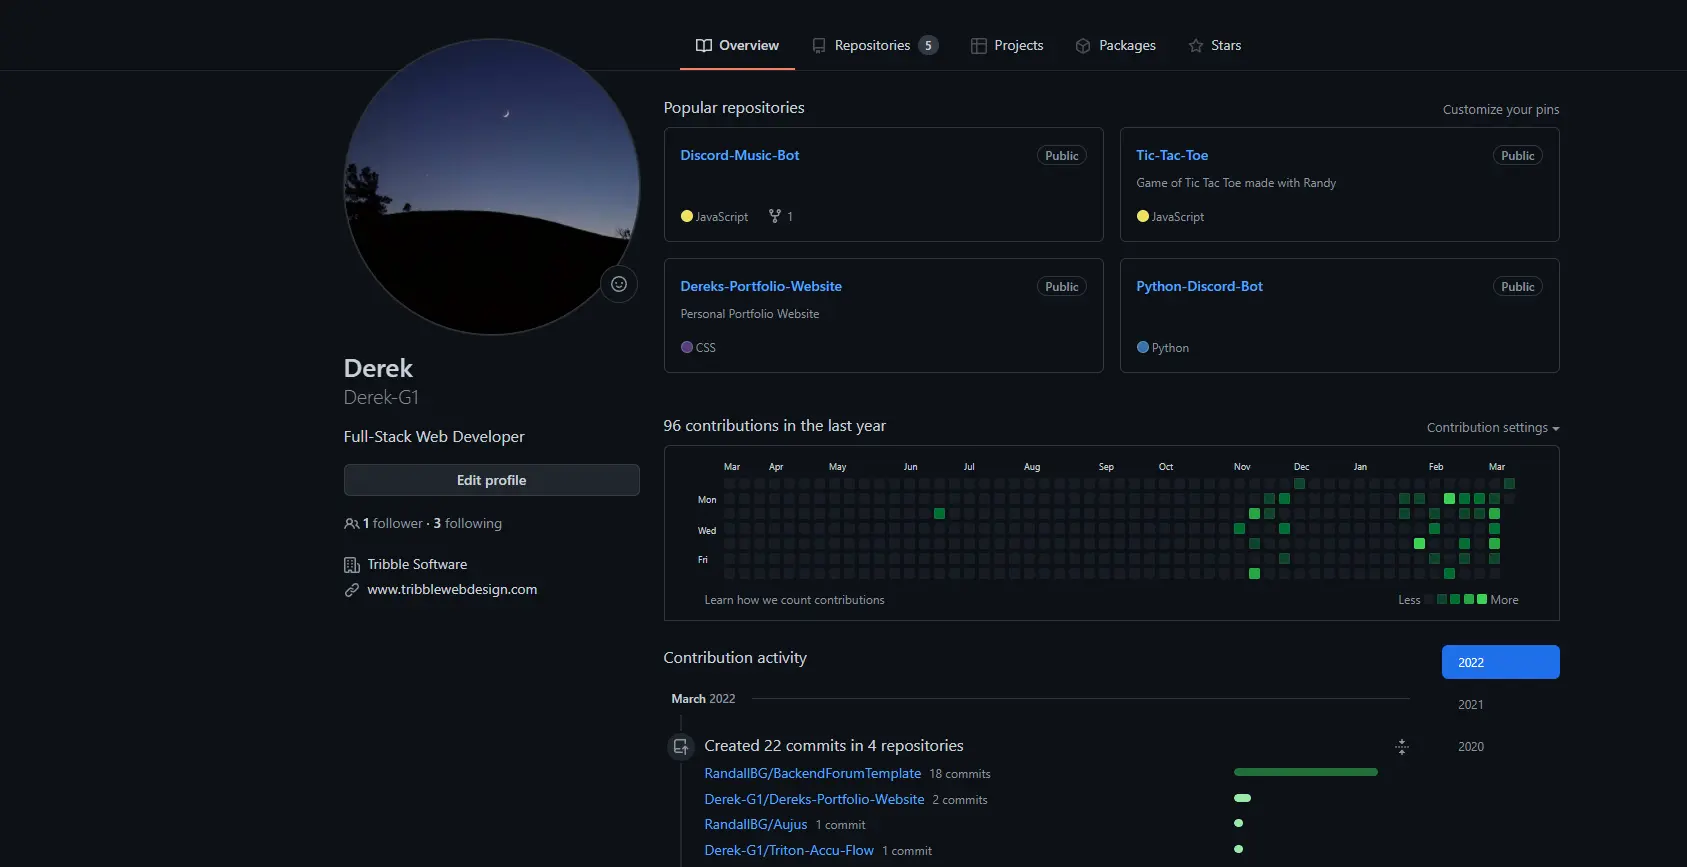 Overview Repositories 5 Projects Packages Stars
Popular repositories Customize your pins
Discord-Music-Bot Public
JavaScript 1
Tic-Tac-Toe Public
Game of Tic Tac Toe made with Randy
JavaScript
Dereks-Portfolio-Website Public
Personal Portfolio Website
CSS
Python-Discord-Bot Public
Python
Derek
Derek-G1
Full-Stack Web Developer
Edit profile
1 follower · 3 following
Tribble Software
www.tribblewebdesign.com
96 contributions in the last year Contribution settings
Mar Apr May Jun Jul Aug Sep Oct Nov Dec Jan Feb Mar
Mon
Wed
Fri
Learn how we count contributions Less More
Contribution activity
2022
2021
2020
March 2022
Created 22 commits in 4 repositories
RandallBG/BackendForumTemplate 18 commits
Derek-G1/Dereks-Portfolio-Website 2 commits
RandallBG/Aujus 1 commit
Derek-G1/Triton-Accu-Flow 1 commit